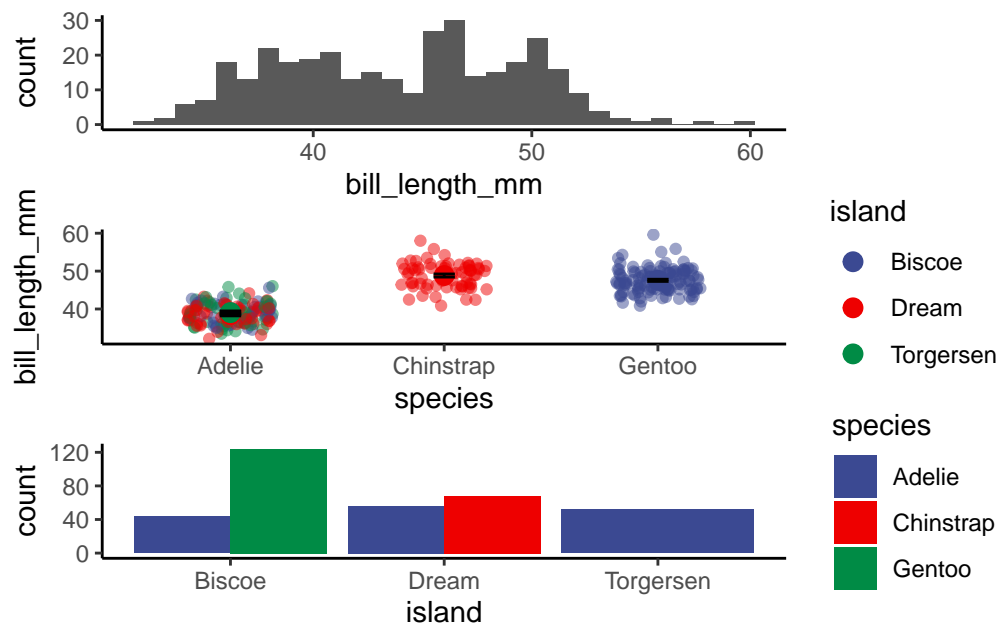 count
30
20
10
0
40 50 60
bill_length_mm
bill_length_mm
60
50
40
Adelie Chinstrap Gentoo
species
count
120
80
40
0
Biscoe Dream Torgersen
island
island
Biscoe
Dream
Torgersen
species
Adelie
Chinstrap
Gentoo